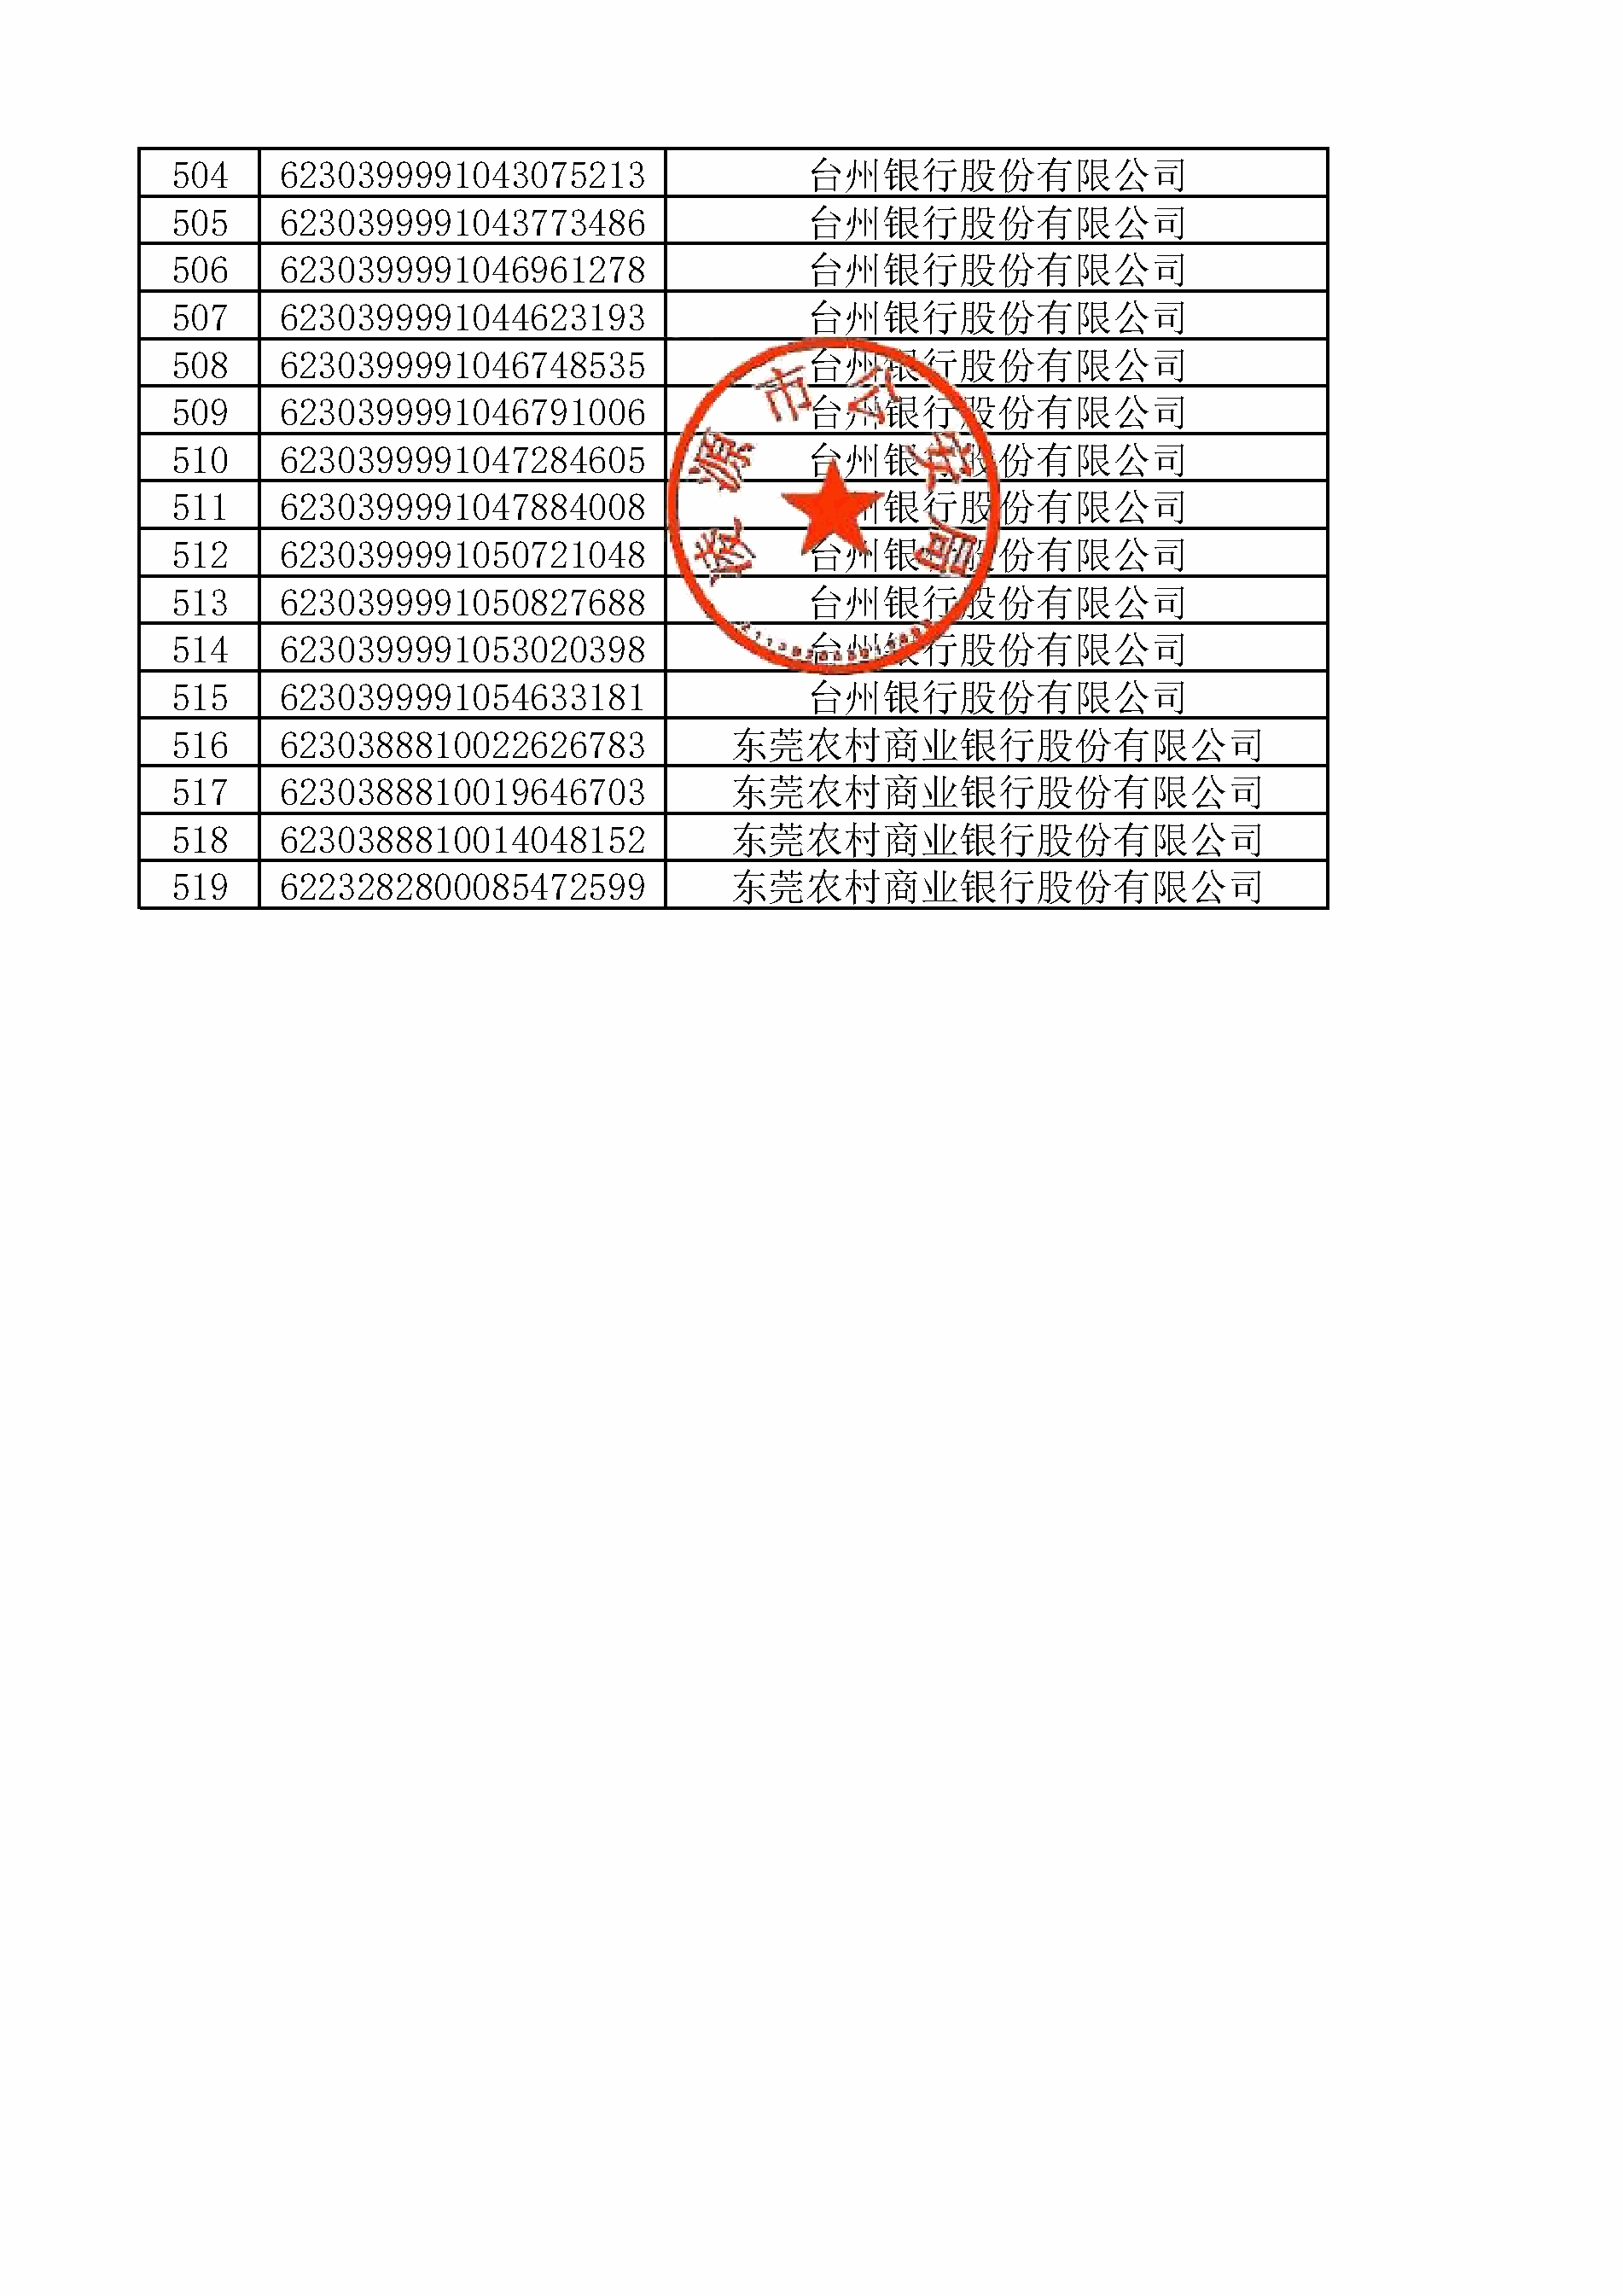 504 6230399991043075213 台州银行股份有限公司
505 6230399991043773486 台州银行股份有限公司
506 6230399991046961278 台州银行股份有限公司
507 6230399991044623193 台州银行股份有限公司
508 6230399991046748535 台州银行股份有限公司
509 6230399991046791006 台州银行股份有限公司
510 6230399991047284605 台州银行股份有限公司
511 6230399991047884008 台州银行股份有限公司
512 6230399991050721048 台州银行股份有限公司
513 6230399991050827688 台州银行股份有限公司
514 6230399991053020398 台州银行股份有限公司
515 6230399991054633181 台州银行股份有限公司
516 6230388810022626783 东莞农村商业银行股份有限公司
517 6230388810019646703 东莞农村商业银行股份有限公司
518 6230388810014048152 东莞农村商业银行股份有限公司
519 6223282800085472599 东莞农村商业银行股份有限公司
凌源市公安局